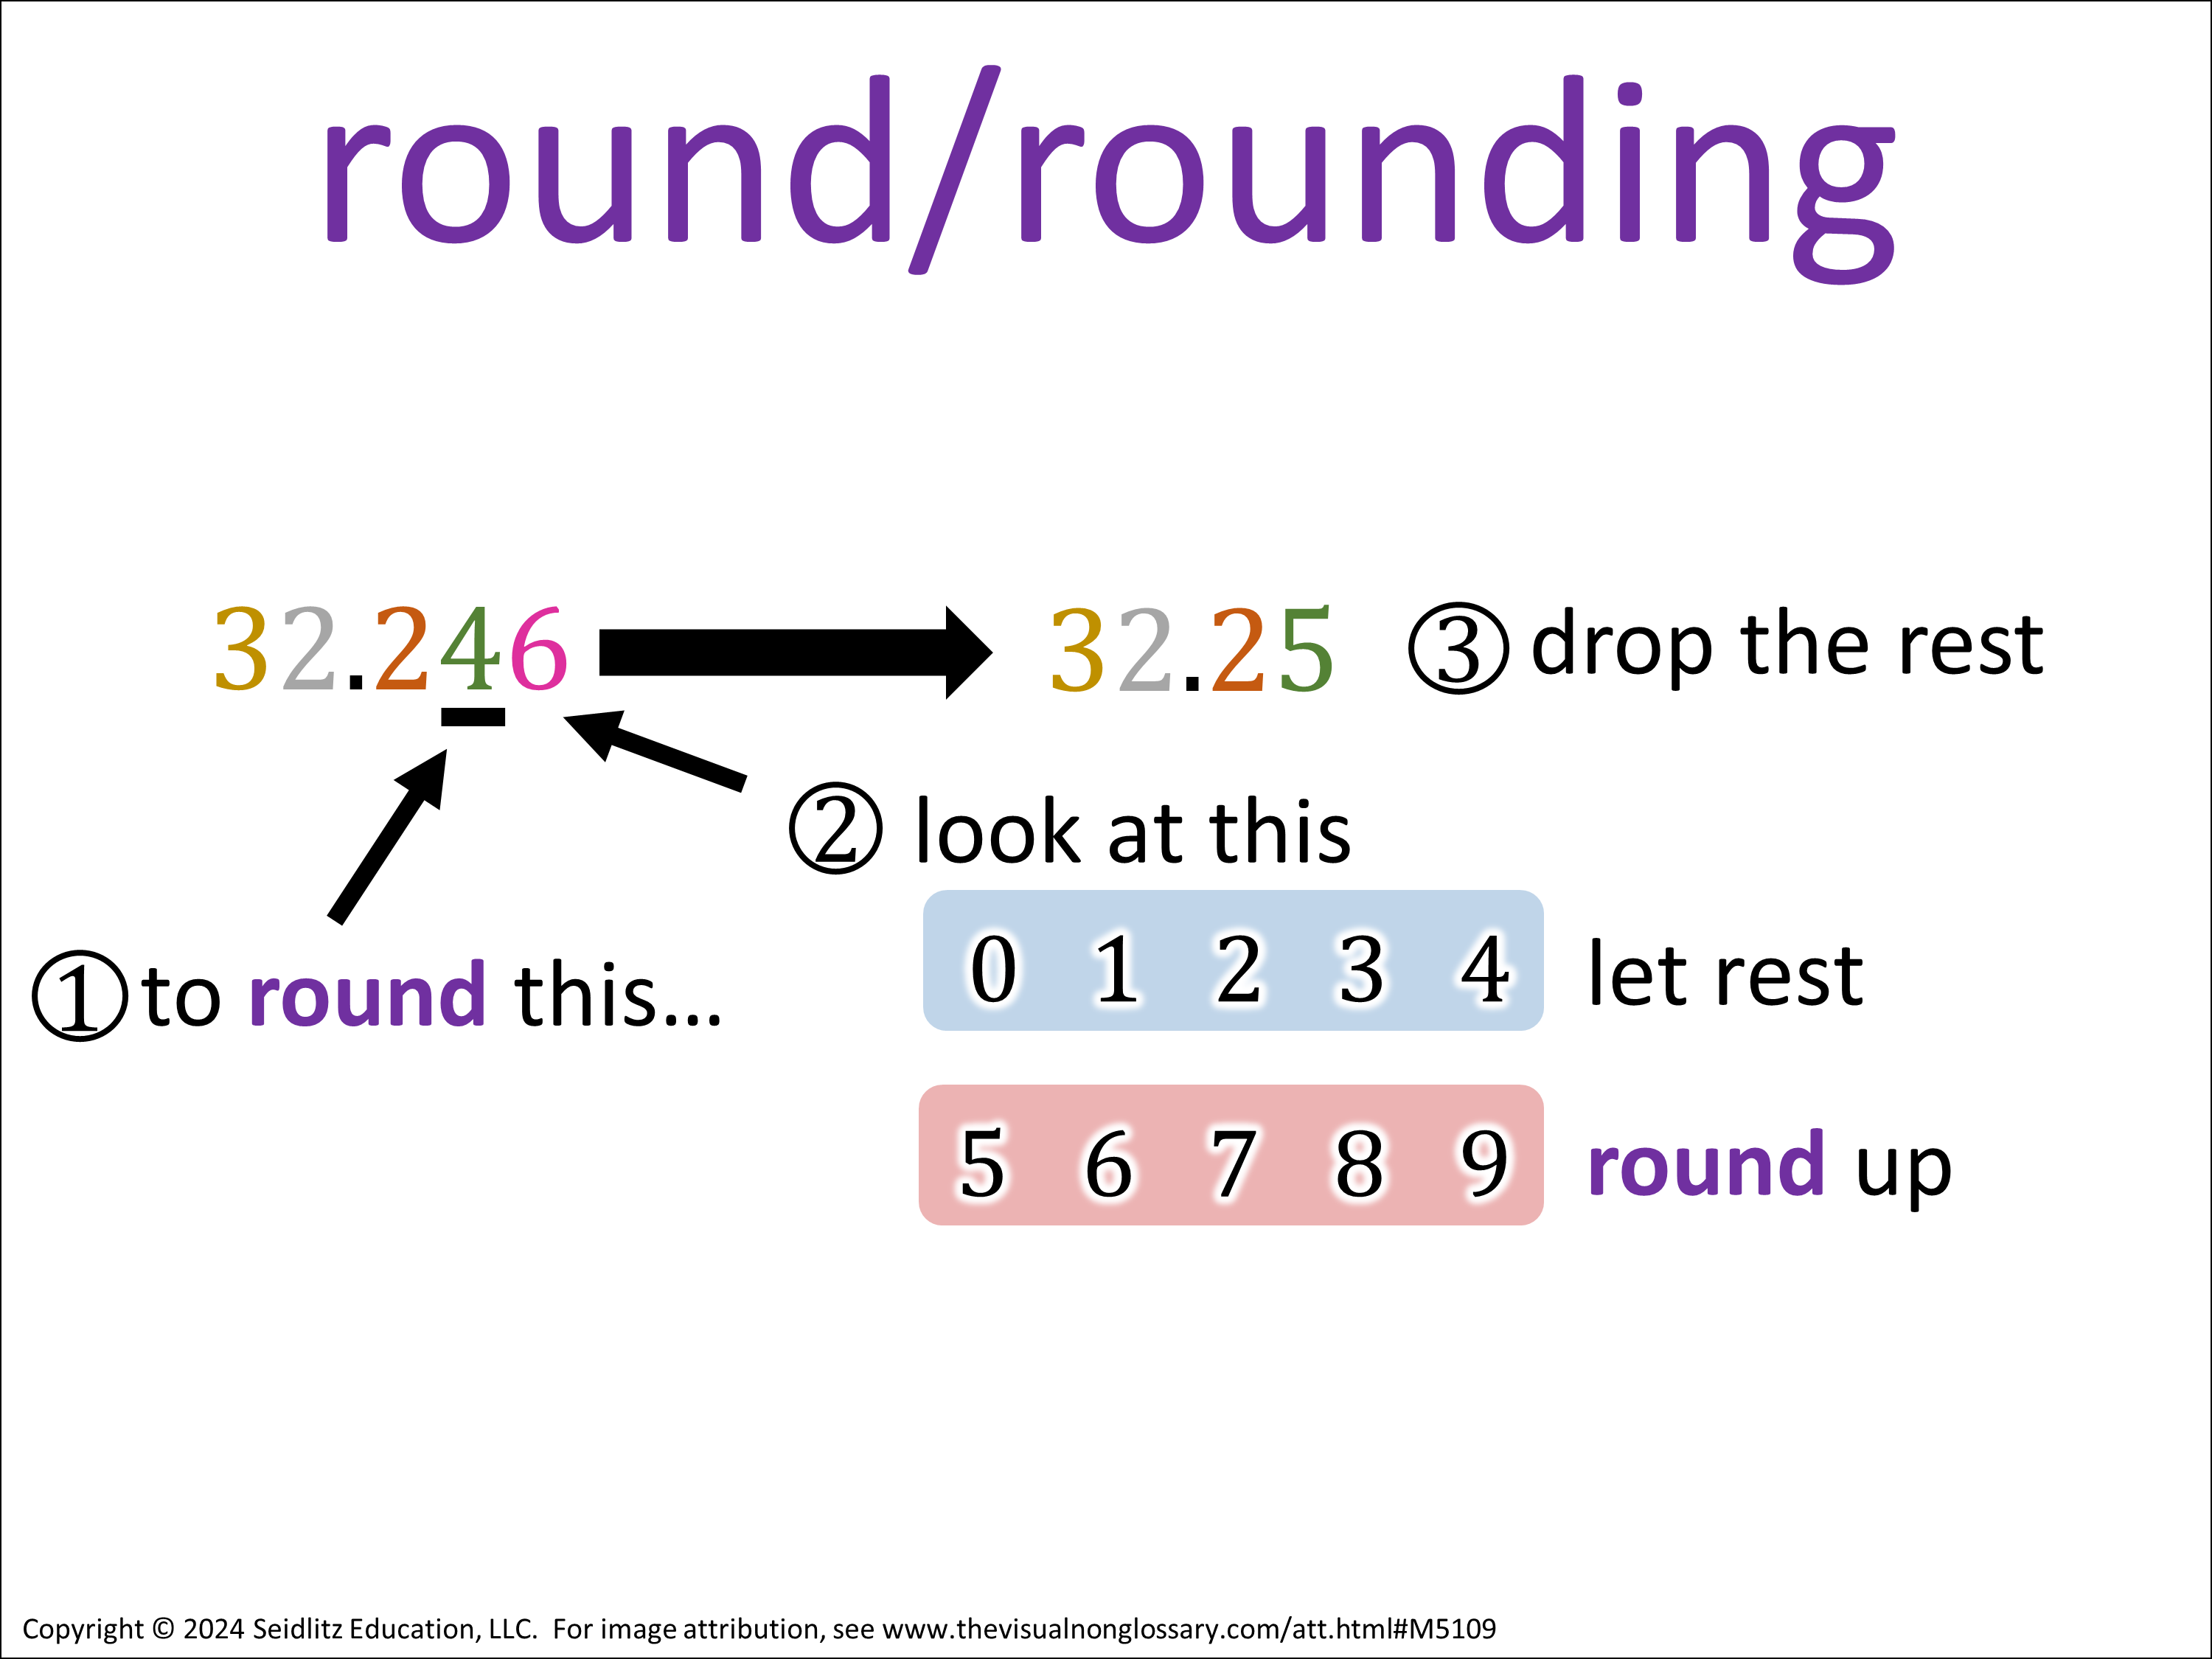 round/rounding
32.246
32.25
③ drop the rest
② look at this
① to round this...
0 1 2 3 4 let rest
5 6 7 8 9 round up
Copyright © 2024 Seidlitz Education, LLC. For image attribution, see www.thevisualnonglossary.com/att.html#M5109